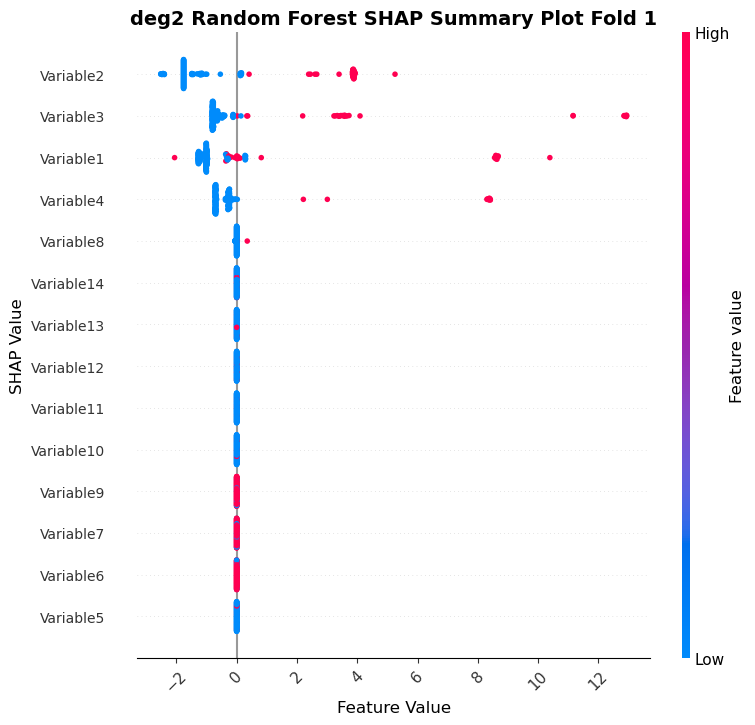 deg2 Random Forest SHAP Summary Plot Fold 1
High
Variable2
Variable3
Variable1
Variable4
Variable8
Variable14
Variable13
Variable12
Variable11
Variable10
Variable9
Variable7
Variable6
Variable5
SHAP Value
Feature value
Low
−2
0
2
4
6
8
10
12
Feature Value